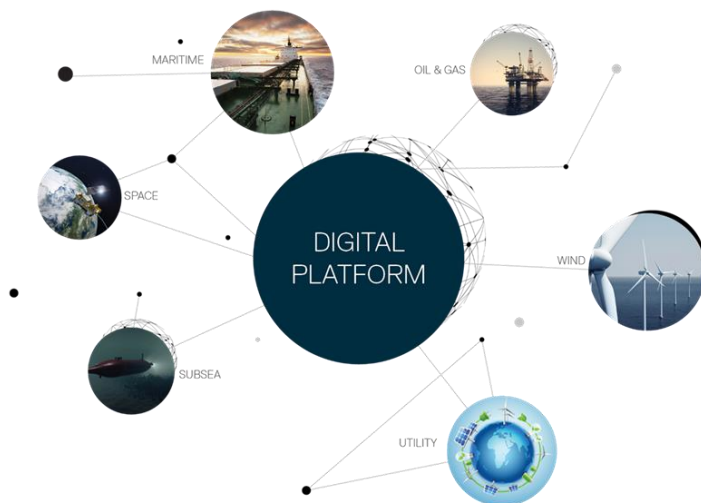 MARITIME
OIL & GAS
SPACE
DIGITAL
PLATFORM
WIND
SUBSEA
UTILITY